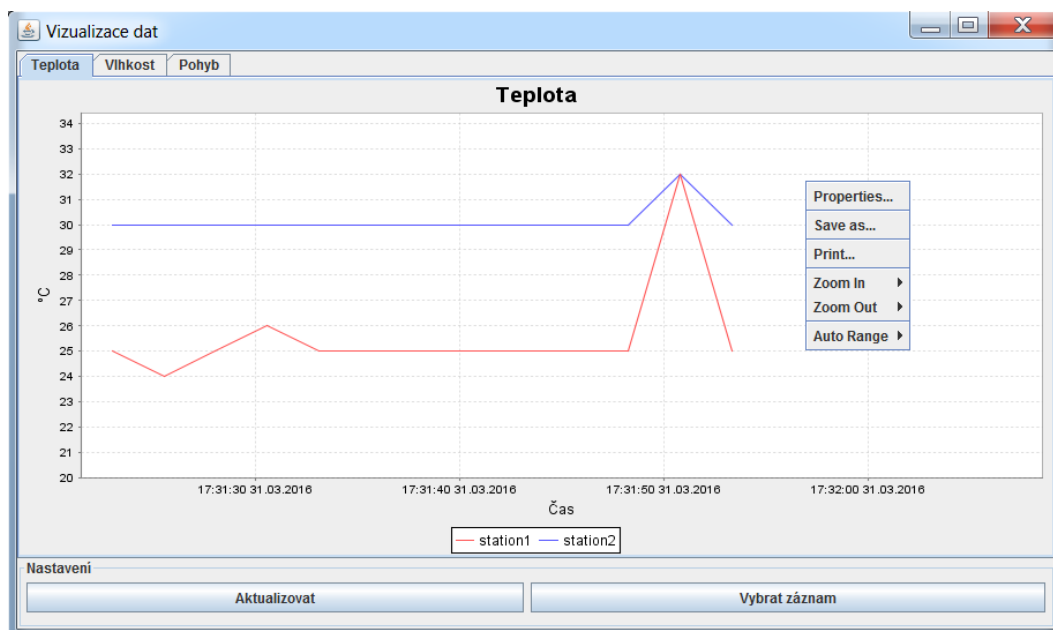 Vizualizace dat
Teplota Vlhkost Pohyb
Teplota
34
33
32
31
30
29
28
27
26
25
24
23
22
21
20
°C
Properties...
Save as...
Print...
Zoom In
Zoom Out
Auto Range
17:31:30 31.03.2016 17:31:40 31.03.2016 17:31:50 31.03.2016 17:32:00 31.03.2016
Čas
station1 station2
Nastavení
Aktualizovat Vybrat záznam